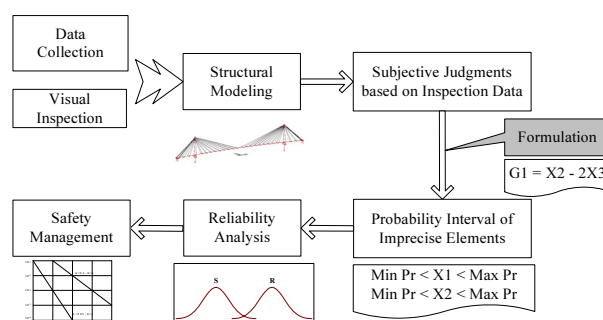 Data
Collection
Visual
Inspection
Structural
Modeling
Subjective Judgments
based on Inspection Data
Formulation
G1 = X2 - 2X3
Safety
Management
Reliability
Analysis
Probability Interval of
Imprecise Elements
S
R
Min Pr < X1 < Max Pr
Min Pr < X2 < Max Pr